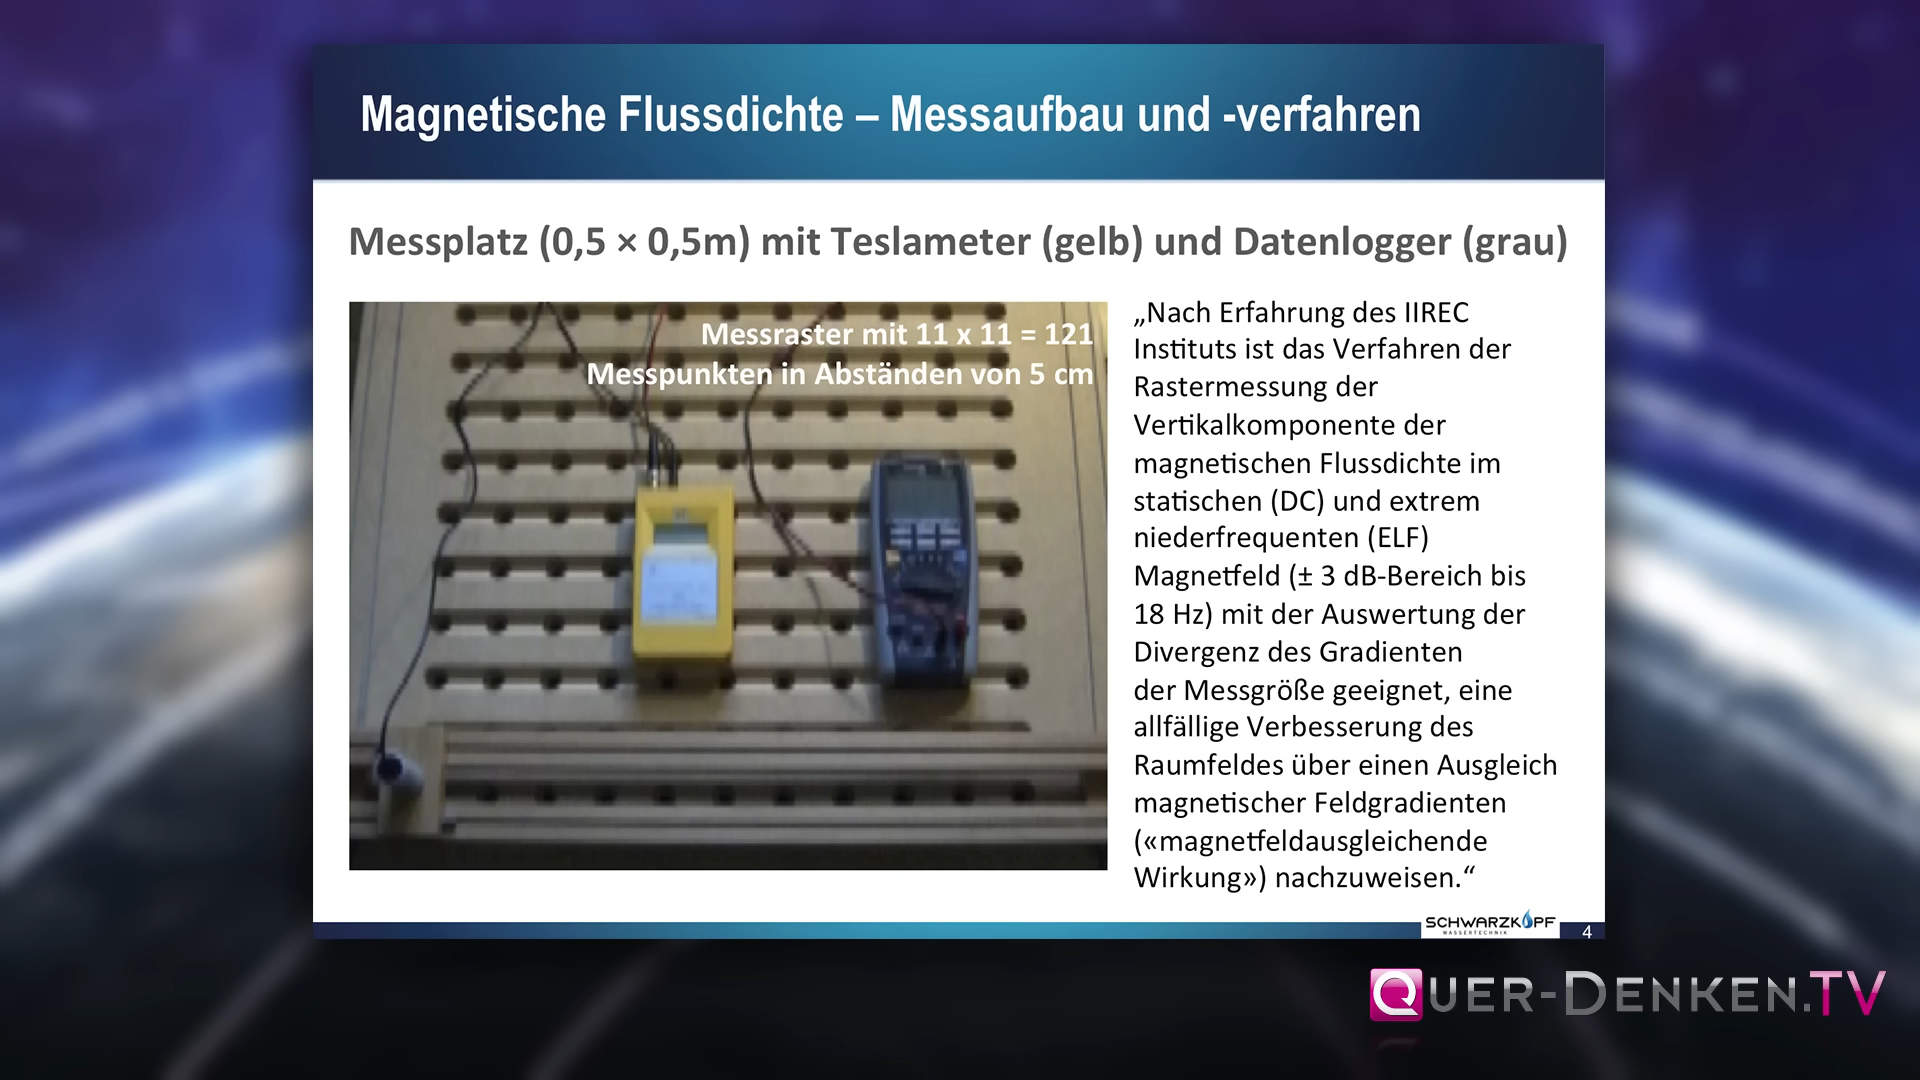 Magnetische Flussdichte – Messaufbau und -verfahren
Messplatz (0,5 × 0,5m) mit Teslameter (gelb) und Datenlogger (grau)
Messraster mit 11 x 11 = 121
Messpunkten in Abständen von 5 cm
„Nach Erfahrung des IIREC
Instituts ist das Verfahren der
Rastermessung der
Vertikalkomponente der
magnetischen Flussdichte im
statischen (DC) und extrem
niederfrequenten (ELF)
Magnetfeld (± 3 dB-Bereich bis
18 Hz) mit der Auswertung der
Divergenz des Gradienten
der Messgröße geeignet, eine
allfällige Verbesserung des
Raumfeldes über einen Ausgleich
magnetischer Feldgradienten
(«magnetfeldausgleichende
Wirkung») nachzuweisen.“
SCHWARZKOPF
WASSERTECHNIK
4
QUER-DENKEN.TV